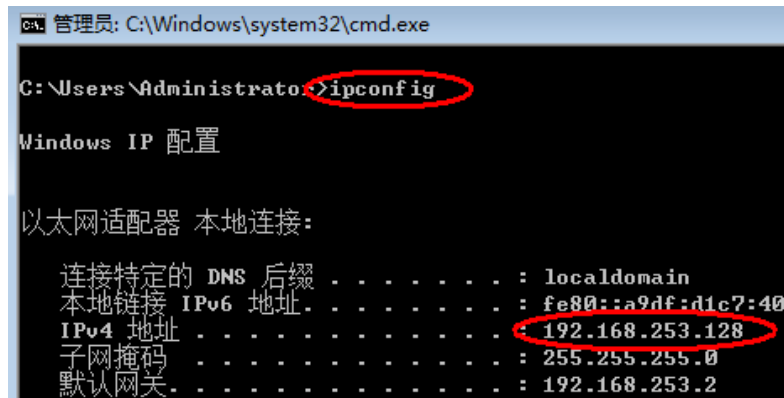 管理员: C:\Windows\system32\cmd.exe
C:\Users\Administrator>ipconfig
Windows IP 配置
以太网适配器 本地连接:
连接特定的 DNS 后缀 . . . . . . . : localdomain
本地链接 IPv6 地址. . . . . . . . : fe80::a9df:d1c7:40
IPv4 地址 . . . . . . . . . . . . : 192.168.253.128
子网掩码 . . . . . . . . . . . . : 255.255.255.0
默认网关. . . . . . . . . . . . . : 192.168.253.2